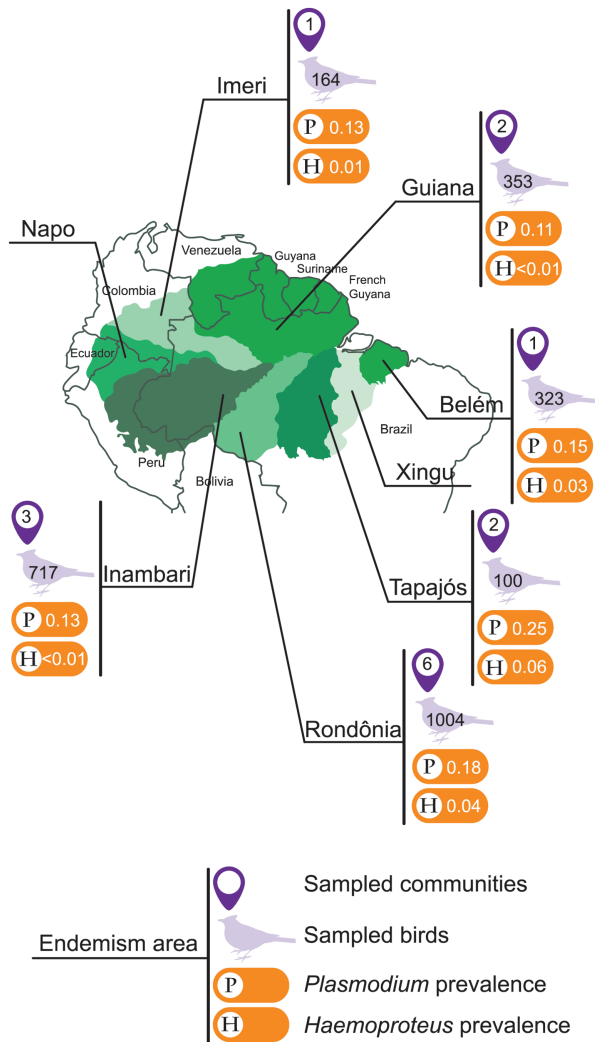 1
164
Imeri
P 0.13
H 0.01
2
353
Guiana
P 0.11
H <0.01
Napo
Venezuela
Guyana
Suriname
French
Guyana
Colombia
Ecuador
Peru
Bolivia
Brazil
1
323
Belém
P 0.15
H 0.03
Xingu
3
717
Inambari
P 0.13
H <0.01
2
100
Tapajós
P 0.25
H 0.06
6
1004
Rondônia
P 0.18
H 0.04
Sampled communities
Sampled birds
Endemism area
P Plasmodium prevalence
H Haemoproteus prevalence